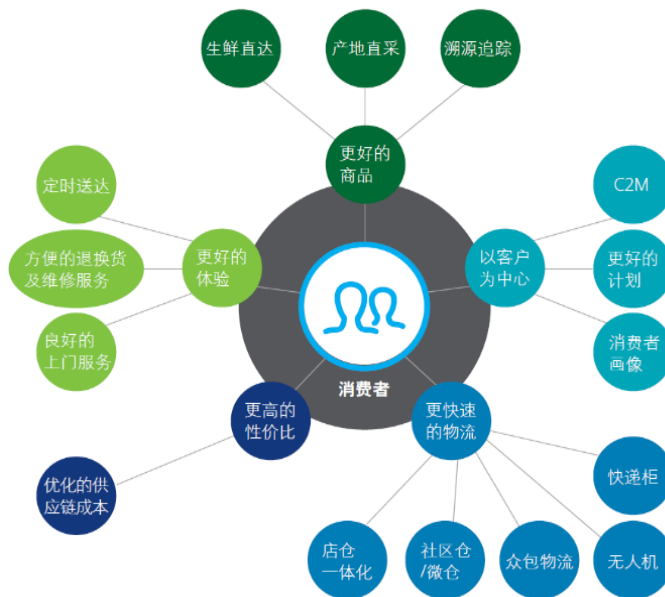 生鲜直达
产地直采
溯源追踪
更好的
商品
定时送达
C2M
方便的退换货
及维修服务
更好的
体验
以客户
为中心
更好的
计划
良好的
上门服务
消费者
画像
消费者
更高的
性价比
更快速
的物流
优化的供
应链成本
快递柜
店仓
一体化
社区仓
/微仓
众包物流
无人机